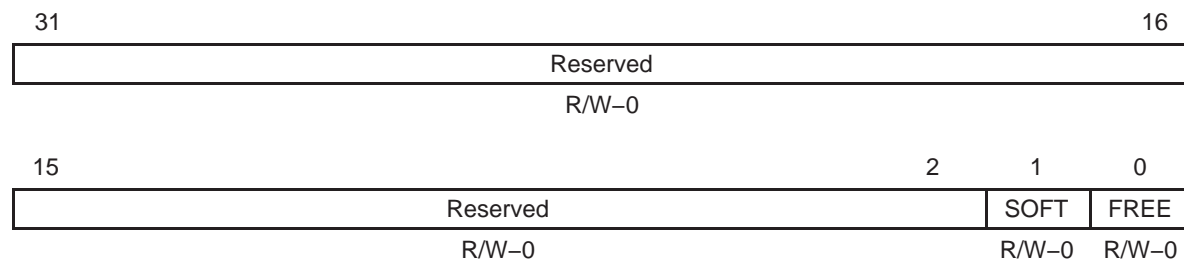 31 16
Reserved
R/W−0
15 2 1 0
Reserved SOFT FREE
R/W−0 R/W−0 R/W−0